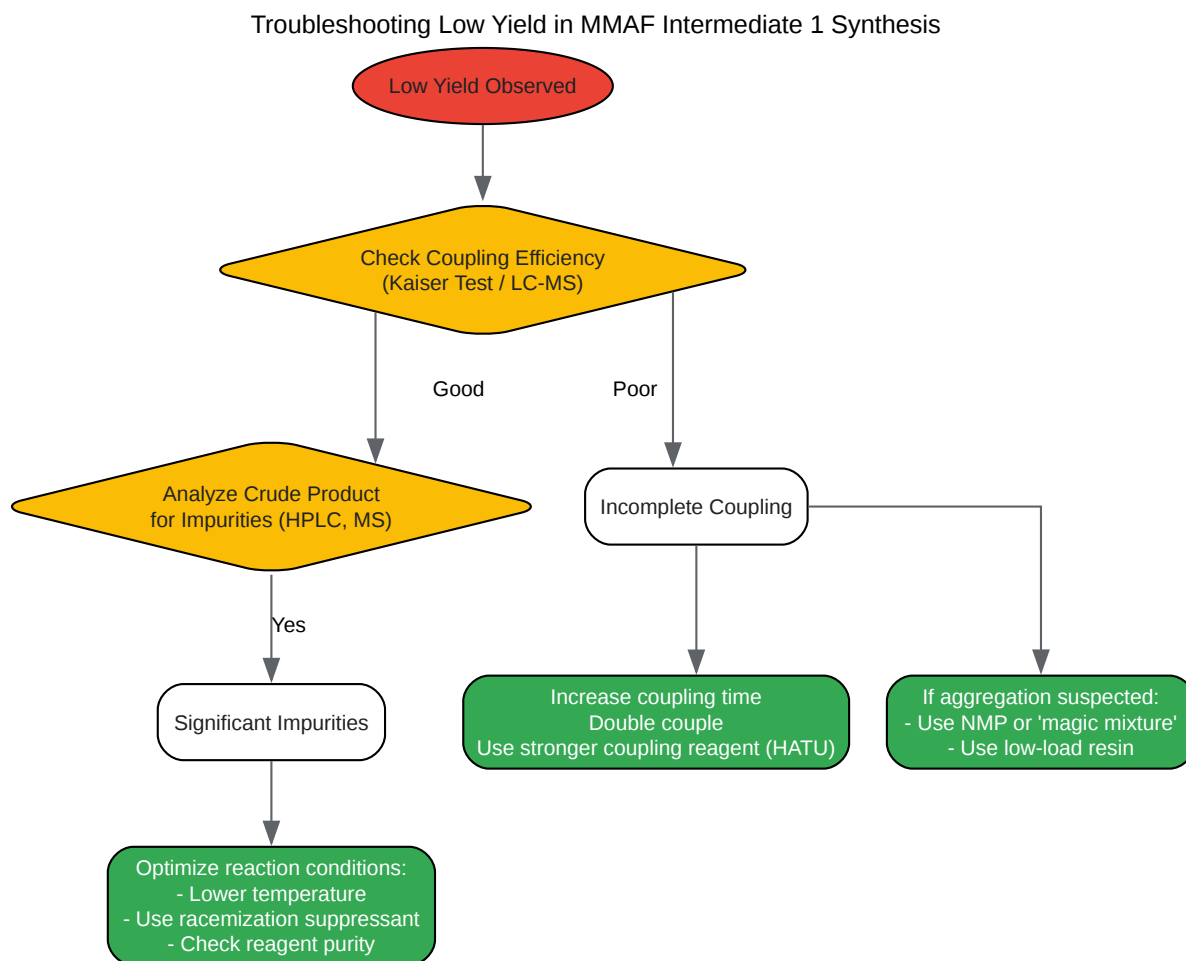 Troubleshooting Low Yield in MMAF Intermediate 1 Synthesis
Low Yield Observed
Check Coupling Efficiency
(Kaiser Test / LC-MS)
Good
Poor
Analyze Crude Product
for Impurities (HPLC, MS)
Incomplete Coupling
Yes
Significant Impurities
Increase coupling time
Double couple
Use stronger coupling reagent (HATU)
If aggregation suspected:
- Use NMP or 'magic mixture'
- Use low-load resin
Optimize reaction conditions:
- Lower temperature
- Use racemization suppressant
- Check reagent purity